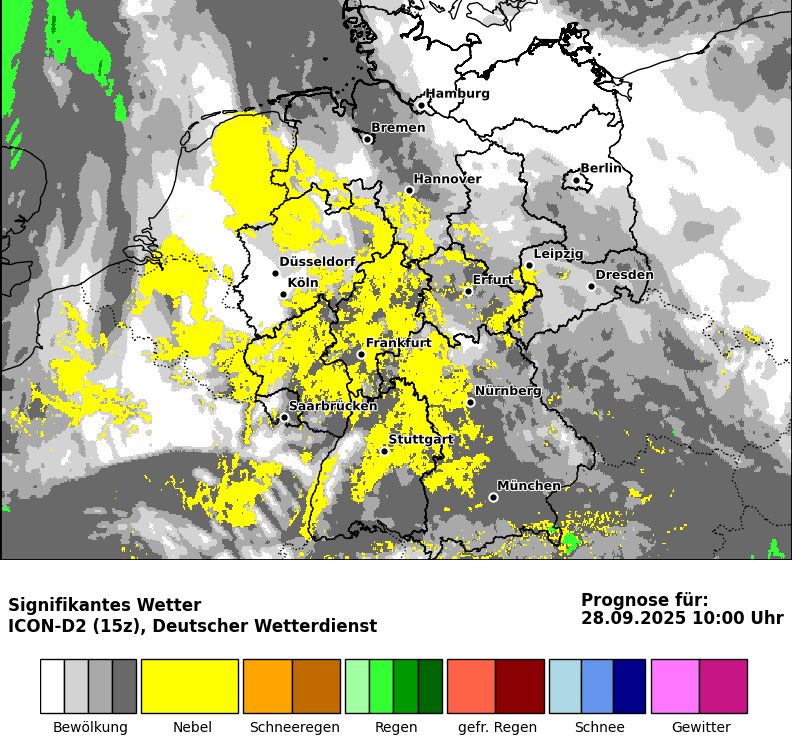 Hamburg
Bremen
Berlin
Hannover
Leipzig
Düsseldorf
Dresden
Köln
Erfurt
Frankfurt
Nürnberg
Saarbrücken
Stuttgart
München
Signifikantes Wetter
ICON-D2 (15z), Deutscher Wetterdienst
Prognose für:
28.09.2025 10:00 Uhr
Bewölkung Nebel Schneeregen Regen gefr. Regen Schnee Gewitter